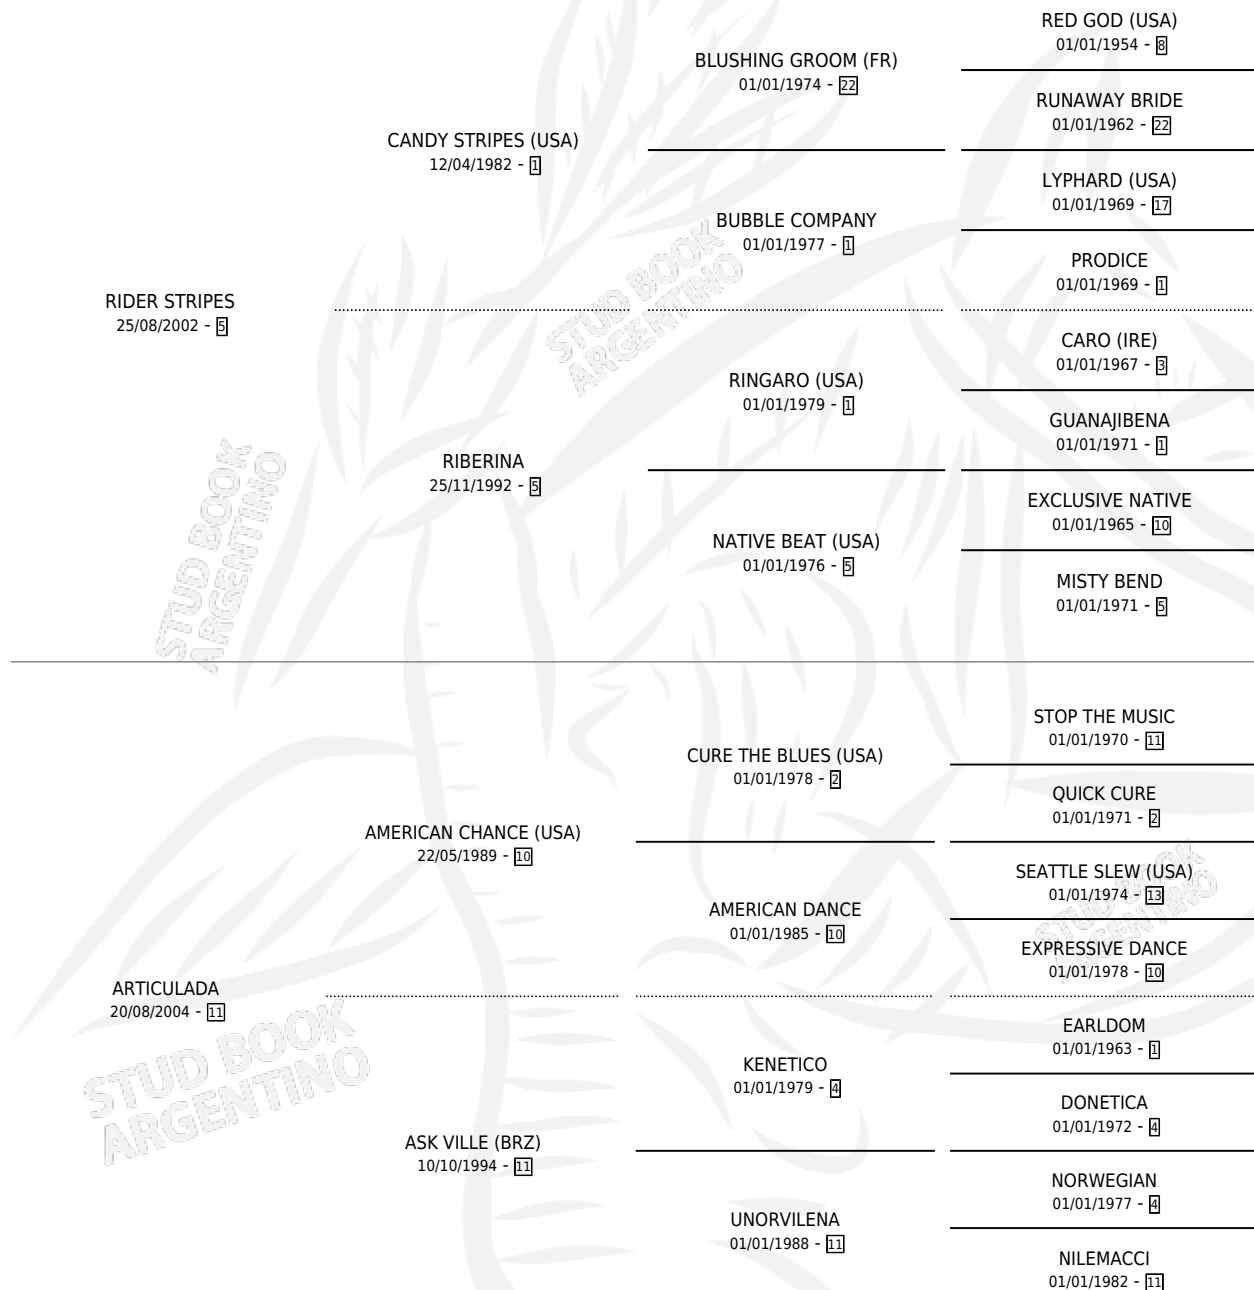 RED GOD (USA)
01/01/1954 - 8
BLUSHING GROOM (FR)
01/01/1974 - 22
RUNAWAY BRIDE
01/01/1962 - 22
CANDY STRIPES (USA)
12/04/1982 - 1
LYPHARD (USA)
01/01/1969 - 17
BUBBLE COMPANY
01/01/1977 - 1
PRODICE
01/01/1969 - 1
RIDER STRIPES
25/08/2002 - 5
STUD BOOK
ARGENTINO
CARO (IRE)
01/01/1967 - 3
RINGARO (USA)
01/01/1979 - 1
GUANAJIBENA
01/01/1971 - 1
RIBERINA
25/11/1992 - 5
EXCLUSIVE NATIVE
01/01/1965 - 10
NATIVE BEAT (USA)
01/01/1976 - 5
MISTY BEND
01/01/1971 - 5
STUD BOOK
ARGENTINO
STOP THE MUSIC
01/01/1970 - 11
CURE THE BLUES (USA)
01/01/1978 - 2
QUICK CURE
01/01/1971 - 2
AMERICAN CHANCE (USA)
22/05/1989 - 10
SEATTLE SLEW (USA)
01/01/1974 - 13
STUD BOOK
ARGENTINO
AMERICAN DANCE
01/01/1985 - 10
EXPRESSIVE DANCE
01/01/1978 - 10
ARTICULADA
20/08/2004 - 11
STUD BOOK
ARGENTINO
EARLDOM
01/01/1963 - 1
KENETICO
01/01/1979 - 4
DONETICA
01/01/1972 - 4
ASK VILLE (BRZ)
10/10/1994 - 11
NORWEGIAN
01/01/1977 - 4
UNORVILENA
01/01/1988 - 11
NILEMACCI
01/01/1982 - 11